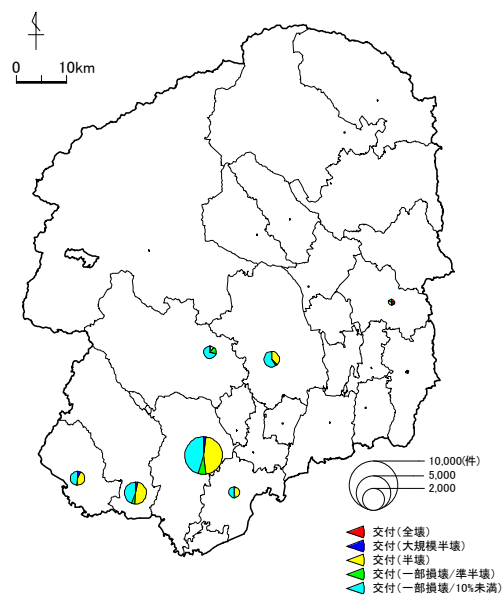 0 10km
10,000(件)
5,000
2,000
交付(全壊)
交付(大規模半壊)
交付(半壊)
交付(一部損壊/準半壊)
交付(一部損壊/10%未満)